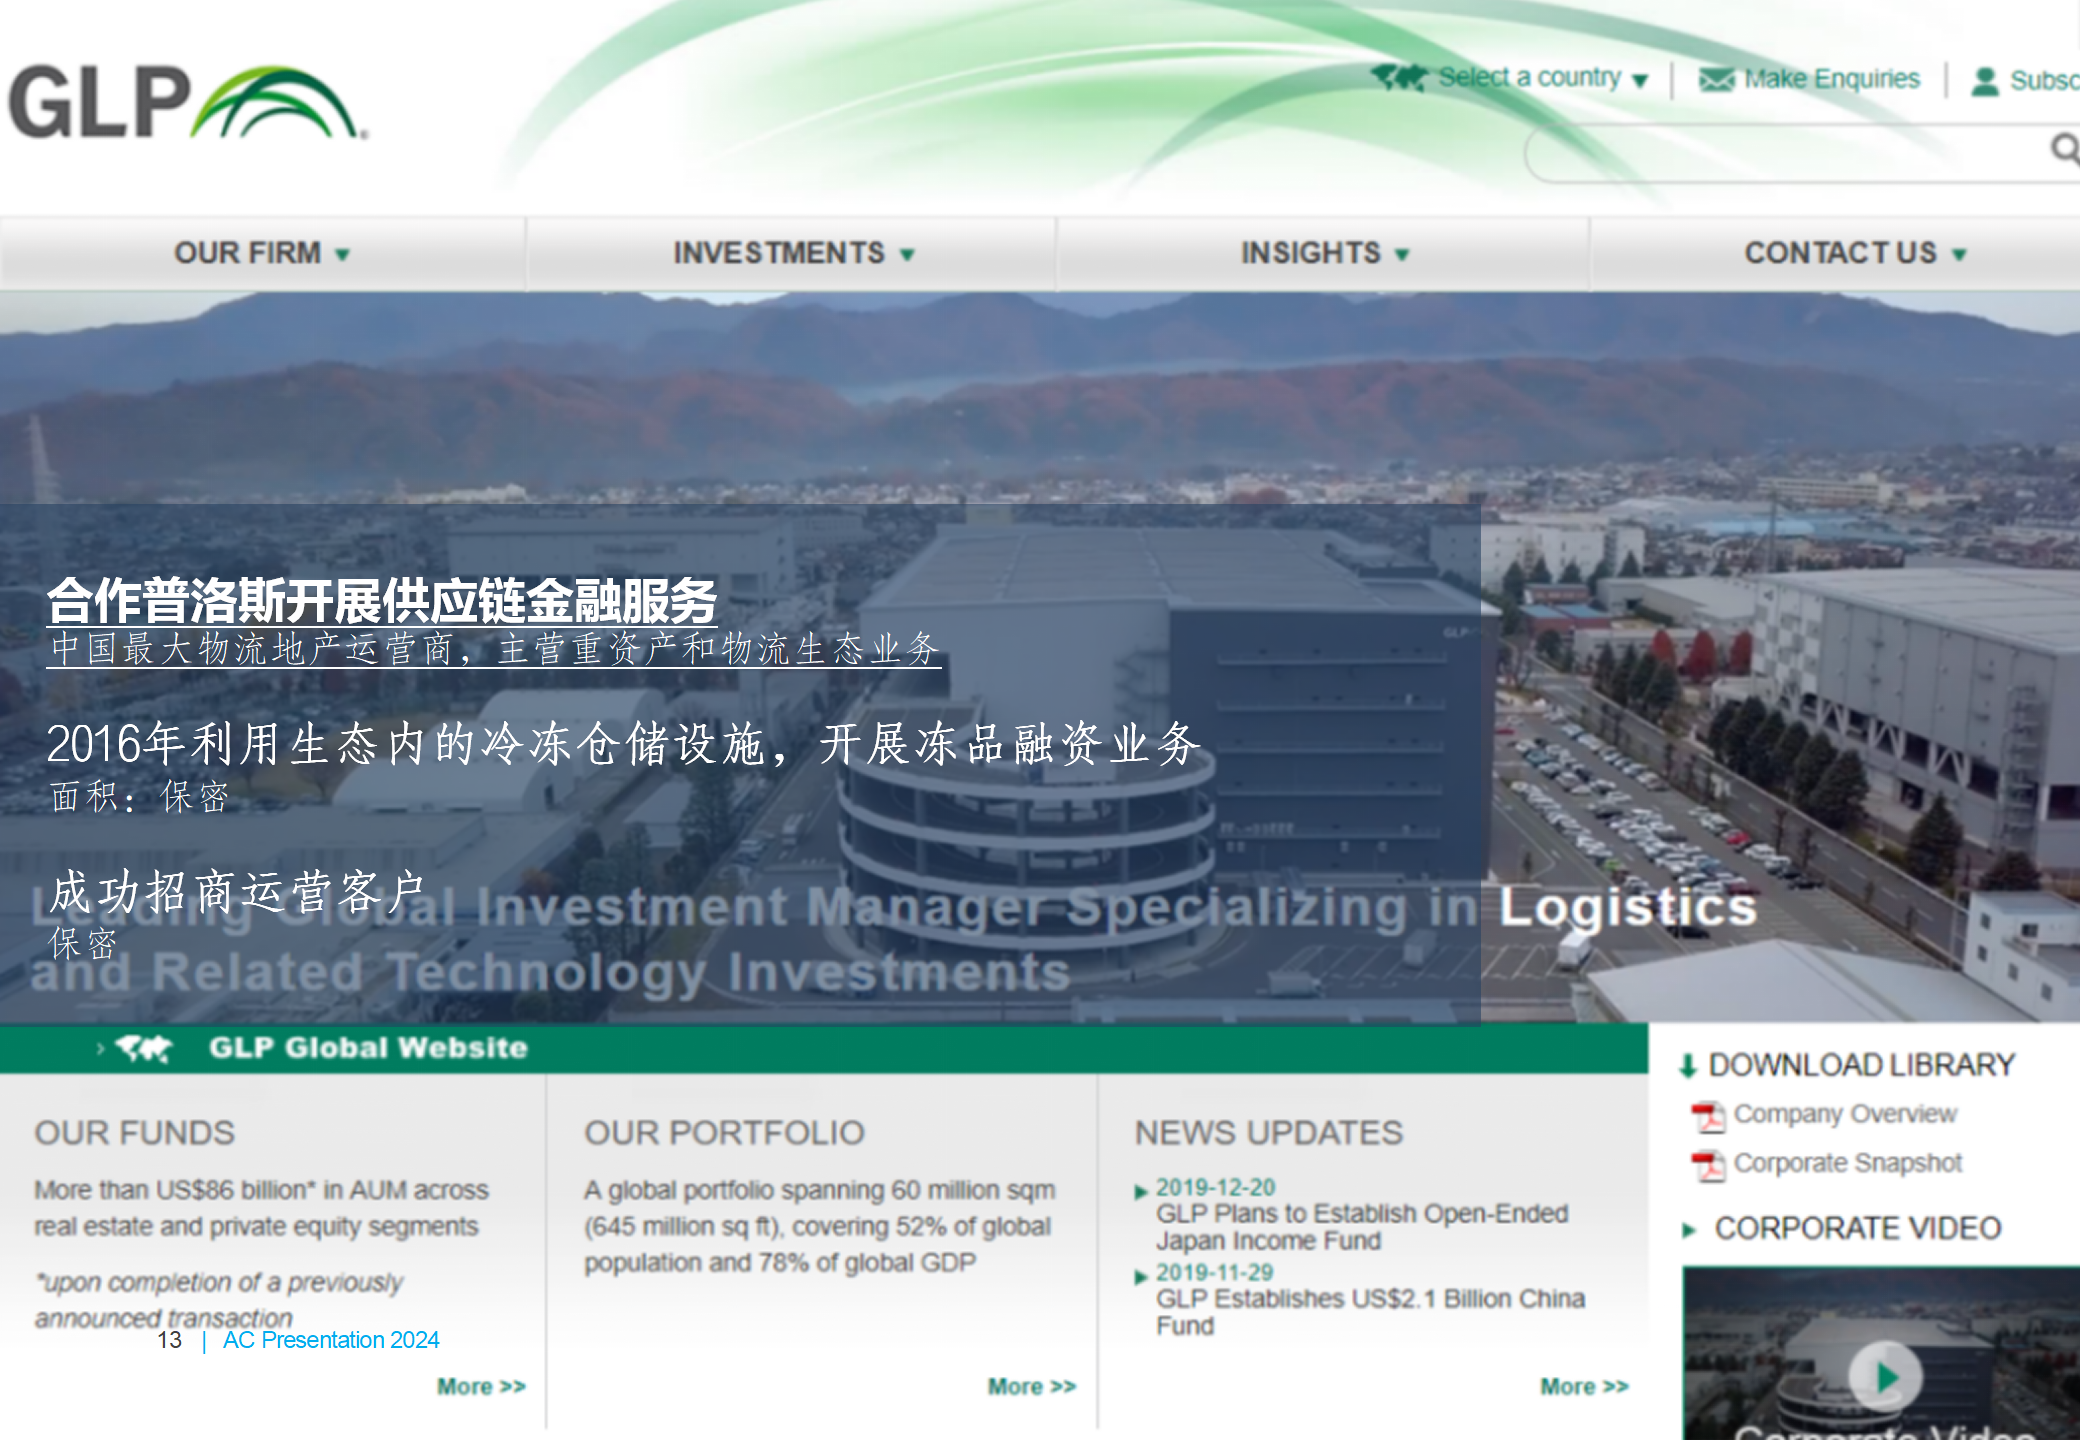 GLP
Select a country
Make Enquiries
Subsc
OUR FIRM
INVESTMENTS
INSIGHTS
CONTACT US
合作普洛斯开展供应链金融服务
中国最大物流地产运营商，主营重资产和物流生态业务
2016年利用生态内的冷冻仓储设施，开展冻品融资业务
面积：保密
成功招商运营客户
保密
Leading Global Investment Manager Specializing in Logistics
and Related Technology Investments
GLP
> GLP Global Website
OUR FUNDS
More than US$86 billion* in AUM across
real estate and private equity segments
*upon completion of a previously
announced transaction
More >>
OUR PORTFOLIO
A global portfolio spanning 60 million sqm
(645 million sq ft), covering 52% of global
population and 78% of global GDP
More >>
NEWS UPDATES
2019-12-20
GLP Plans to Establish Open-Ended
Japan Income Fund
2019-11-29
GLP Establishes US$2.1 Billion China
Fund
More >>
DOWNLOAD LIBRARY
Company Overview
Corporate Snapshot
CORPORATE VIDEO
Corporate Video
13 | AC Presentation 2024